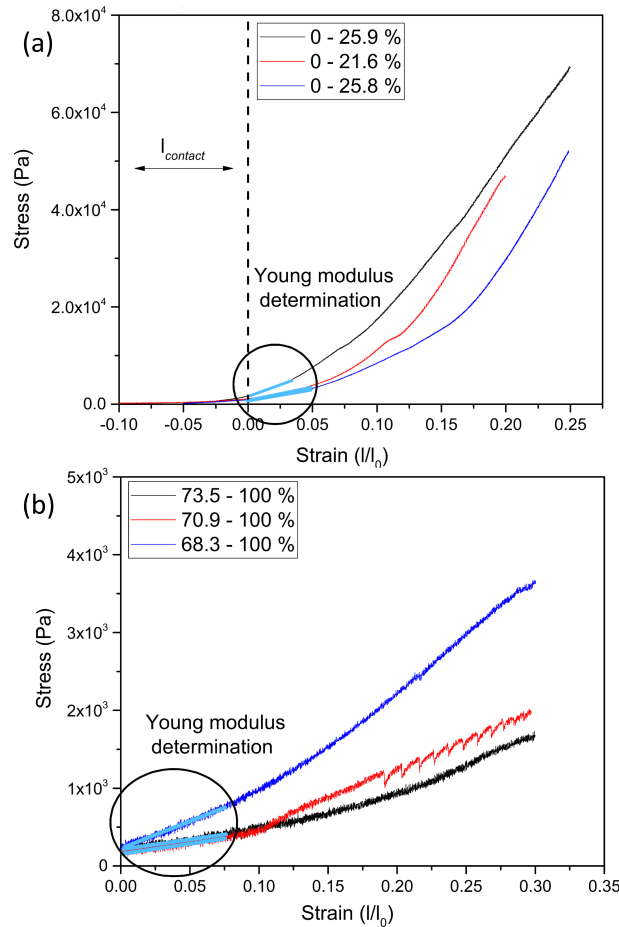 (a)
0 - 25.9 %
0 - 21.6 %
0 - 25.8 %
8.0x10⁴
6.0x10⁴
4.0x10⁴
2.0x10⁴
0.0
Stress (Pa)
l_contact
Young modulus
determination
-0.10 -0.05 0.00 0.05 0.10 0.15 0.20 0.25
Strain (l/l₀)
(b)
73.5 - 100 %
70.9 - 100 %
68.3 - 100 %
5x10³
4x10³
3x10³
2x10³
1x10³
0
Stress (Pa)
Young modulus
determination
0.00 0.05 0.10 0.15 0.20 0.25 0.30 0.35
Strain (l/l₀)